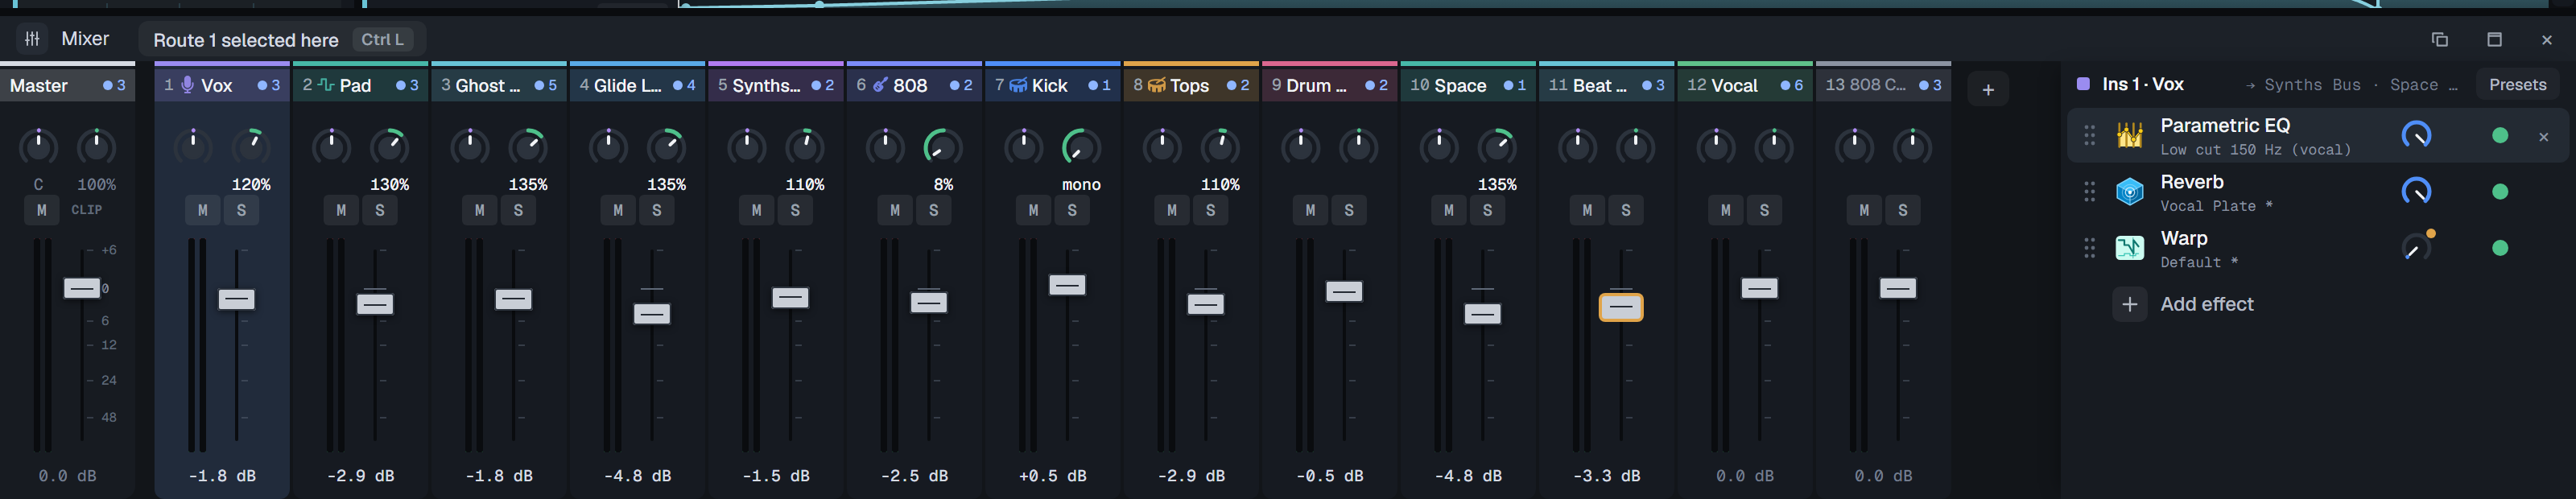 Mixer
Route 1 selected here Ctrl L
Master 3
1 Vox 3
2 Pad 3
3 Ghost ... 5
4 Glide L... 4
5 Synths... 2
6 808 2
7 Kick 1
8 Tops 2
9 Drum ... 2
10 Space 1
11 Beat ... 3
12 Vocal 6
13 808 C... 3
+
C 100% 120% 130% 135% 135% 110% 8% mono 110% 135%
M CLIP
M S
M S
M S
M S
M S
M S
M S
M S
M S
M S
M S
M S
M S
+6
0
6
12
24
48
0.0 dB -1.8 dB -2.9 dB -1.8 dB -4.8 dB -1.5 dB -2.5 dB +0.5 dB -2.9 dB -0.5 dB -4.8 dB -3.3 dB 0.0 dB 0.0 dB
Ins 1 · Vox → Synths Bus · Space … Presets
Parametric EQ
Low cut 150 Hz (vocal)
Reverb
Vocal Plate *
Warp
Default *
+ Add effect